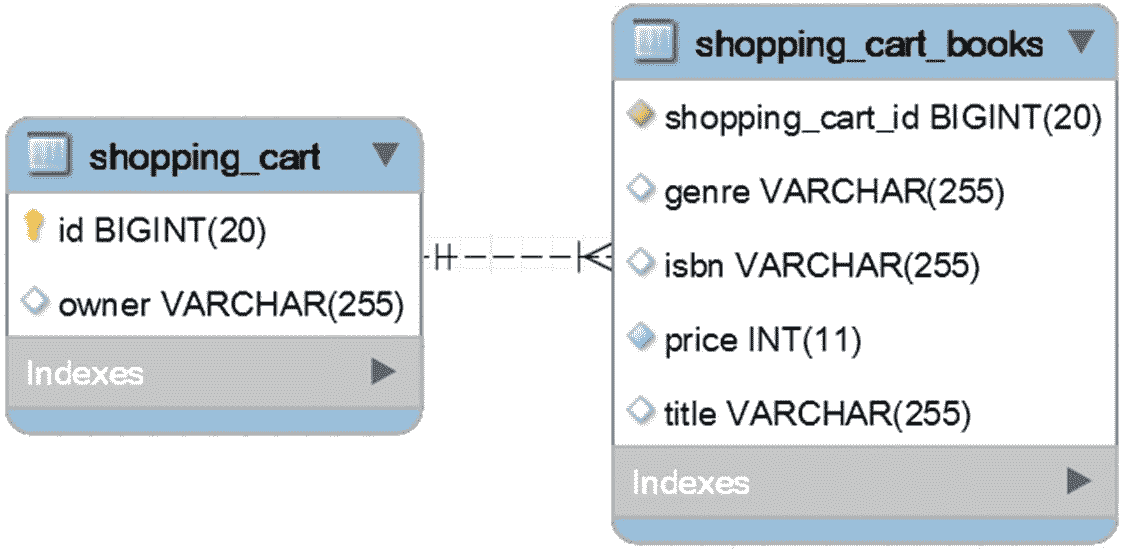 shopping_cart
id BIGINT(20)
owner VARCHAR(255)
Indexes
shopping_cart_books
shopping_cart_id BIGINT(20)
genre VARCHAR(255)
isbn VARCHAR(255)
price INT(11)
title VARCHAR(255)
Indexes